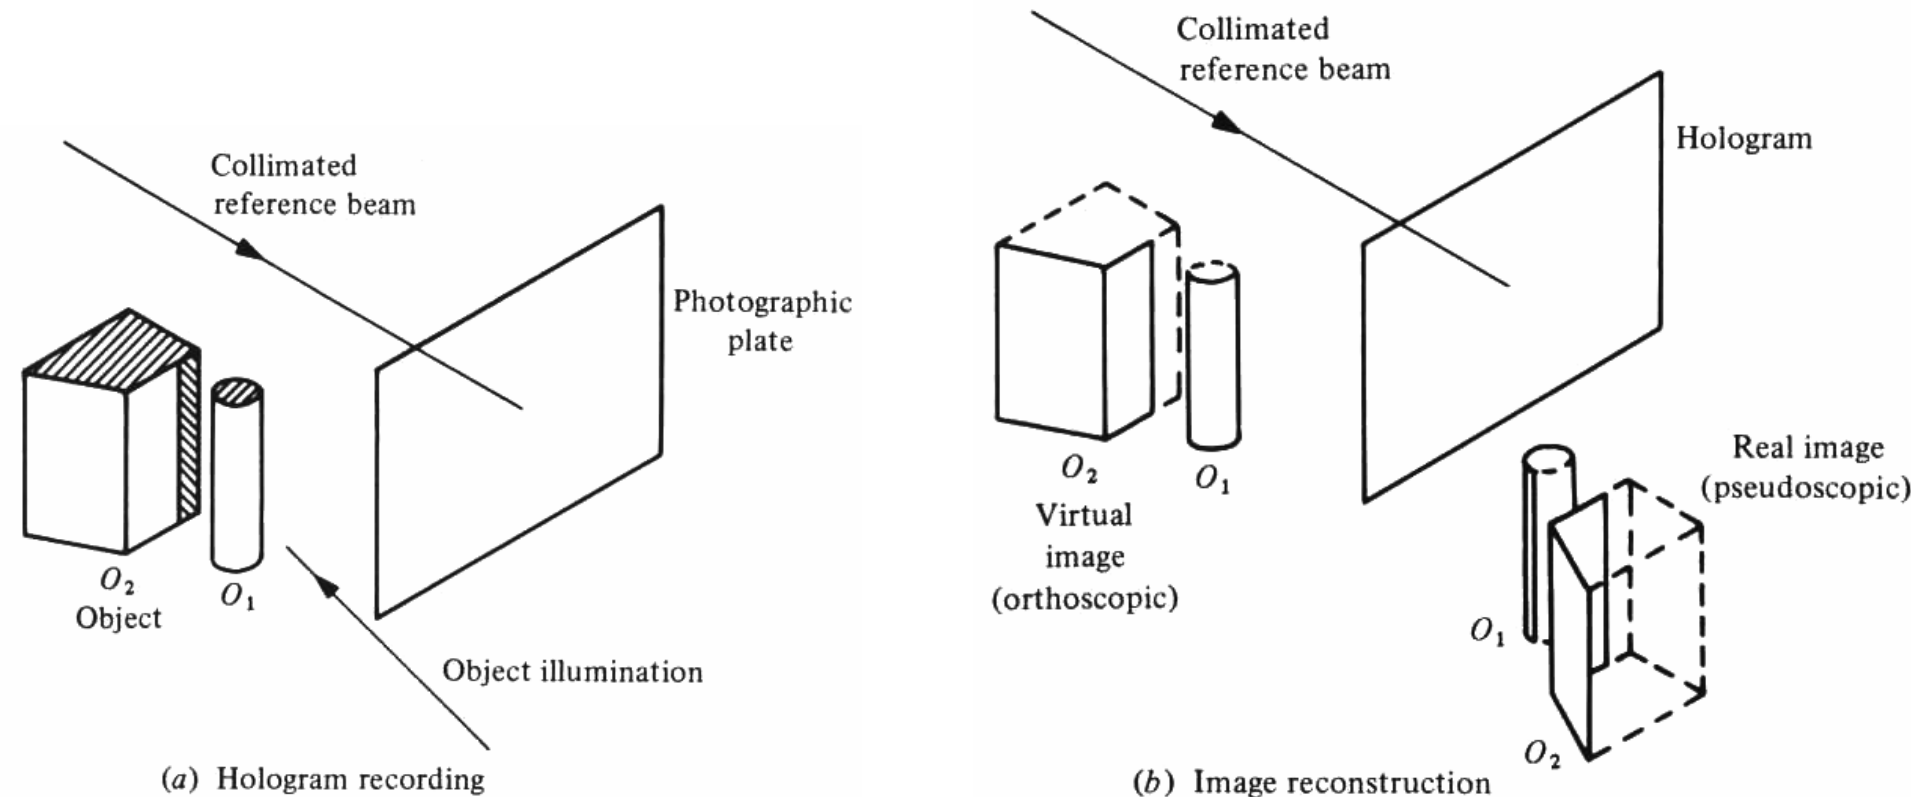 Collimated
reference beam
Photographic
plate
O₂
Object
O₁
Object illumination
(a) Hologram recording
Collimated
reference beam
Hologram
O₂
O₁
Virtual
image
(orthoscopic)
Real image
(pseudoscopic)
O₁
O₂
(b) Image reconstruction